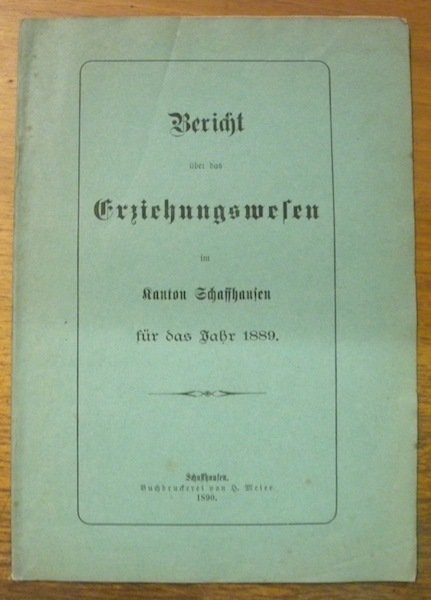 Bericht
über das
Erziehungswesen
im
Kanton Schaffhausen
für das Jahr 1889.
Schaffhausen.
Buchdruckerei von H. Meier.
1890.